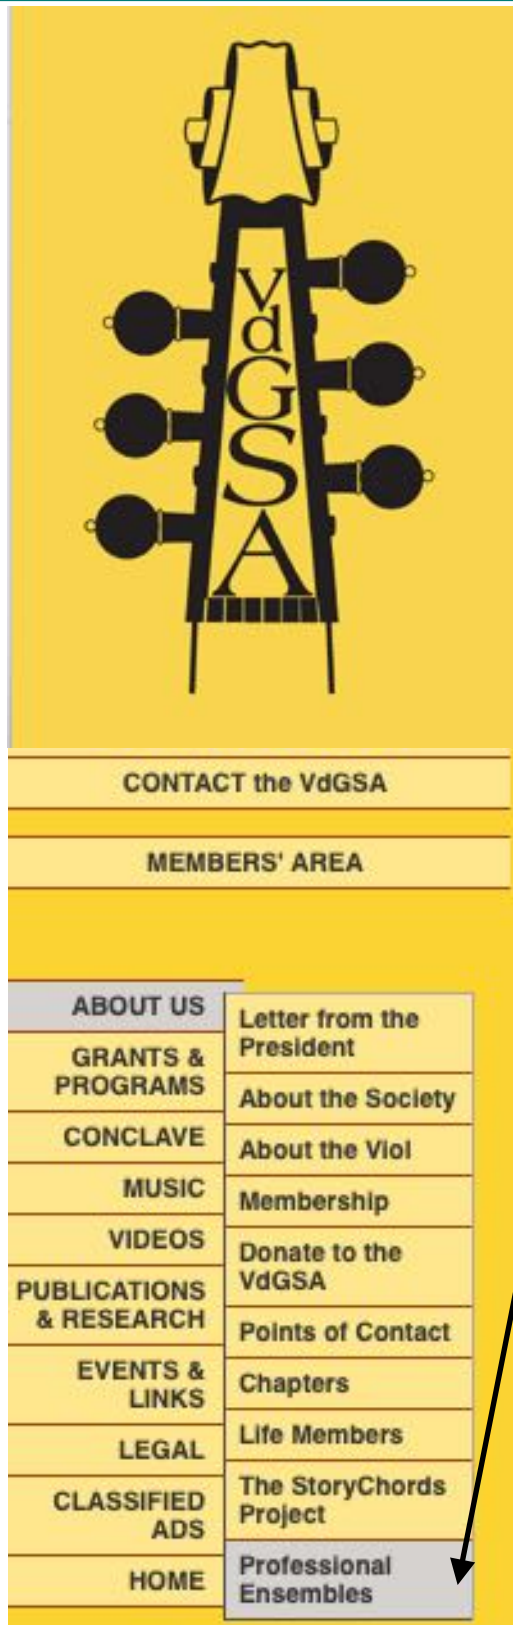 V
d
G
S
A
CONTACT the VdGSA
MEMBERS' AREA
ABOUT US
GRANTS &
PROGRAMS
CONCLAVE
MUSIC
VIDEOS
PUBLICATIONS
& RESEARCH
EVENTS &
LINKS
LEGAL
CLASSIFIED
ADS
HOME
Letter from the
President
About the Society
About the Viol
Membership
Donate to the
VdGSA
Points of Contact
Chapters
Life Members
The StoryChords
Project
Professional
Ensembles